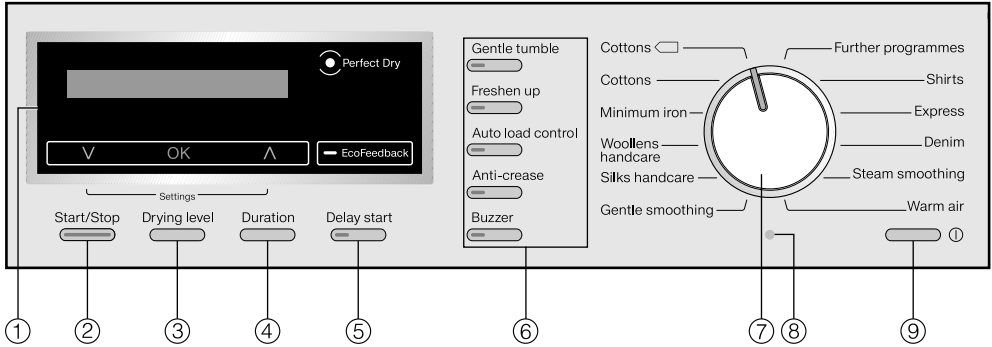 Perfect Dry
∨ OK ∧
EcoFeedback
Settings
Start/Stop
Drying level
Duration
Delay start
Gentle tumble
Freshen up
Auto load control
Anti-crease
Buzzer
Cottons
Cottons
Minimum iron
Woollens
handcare
Silks handcare
Gentle smoothing
Further programmes
Shirts
Express
Denim
Steam smoothing
Warm air
① ② ③ ④ ⑤ ⑥ ⑦ ⑧ ⑨